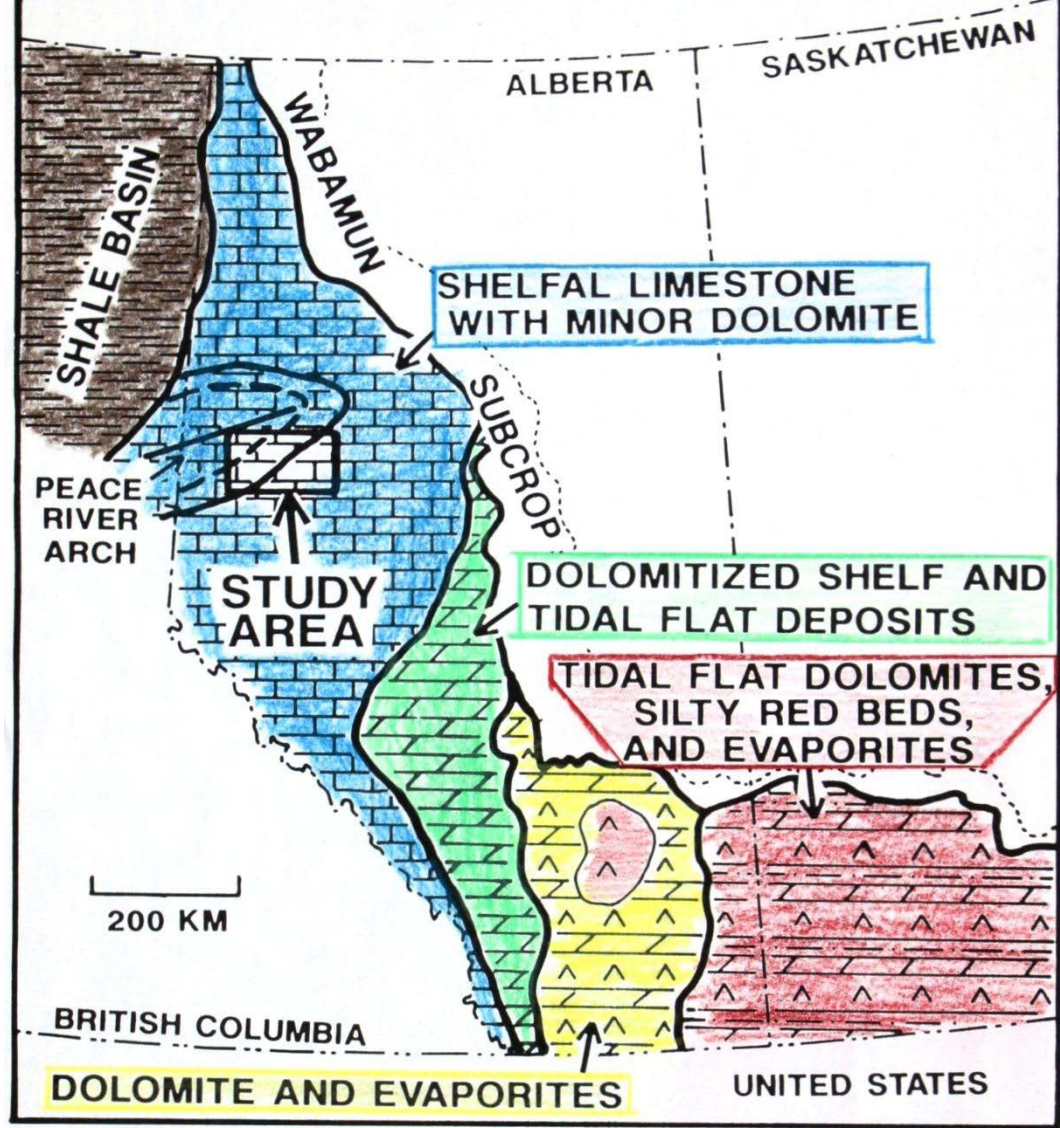 ALBERTA
SASKATCHEWAN
WABAMUN
SUBCROP
SHALE BASIN
SHELFAL LIMESTONE
WITH MINOR DOLOMITE
PEACE
RIVER
ARCH
STUDY
AREA
DOLOMITIZED SHELF AND
TIDAL FLAT DEPOSITS
TIDAL FLAT DOLOMITES,
SILTY RED BEDS,
AND EVAPORITES
200 KM
BRITISH COLUMBIA
DOLOMITE AND EVAPORITES
UNITED STATES